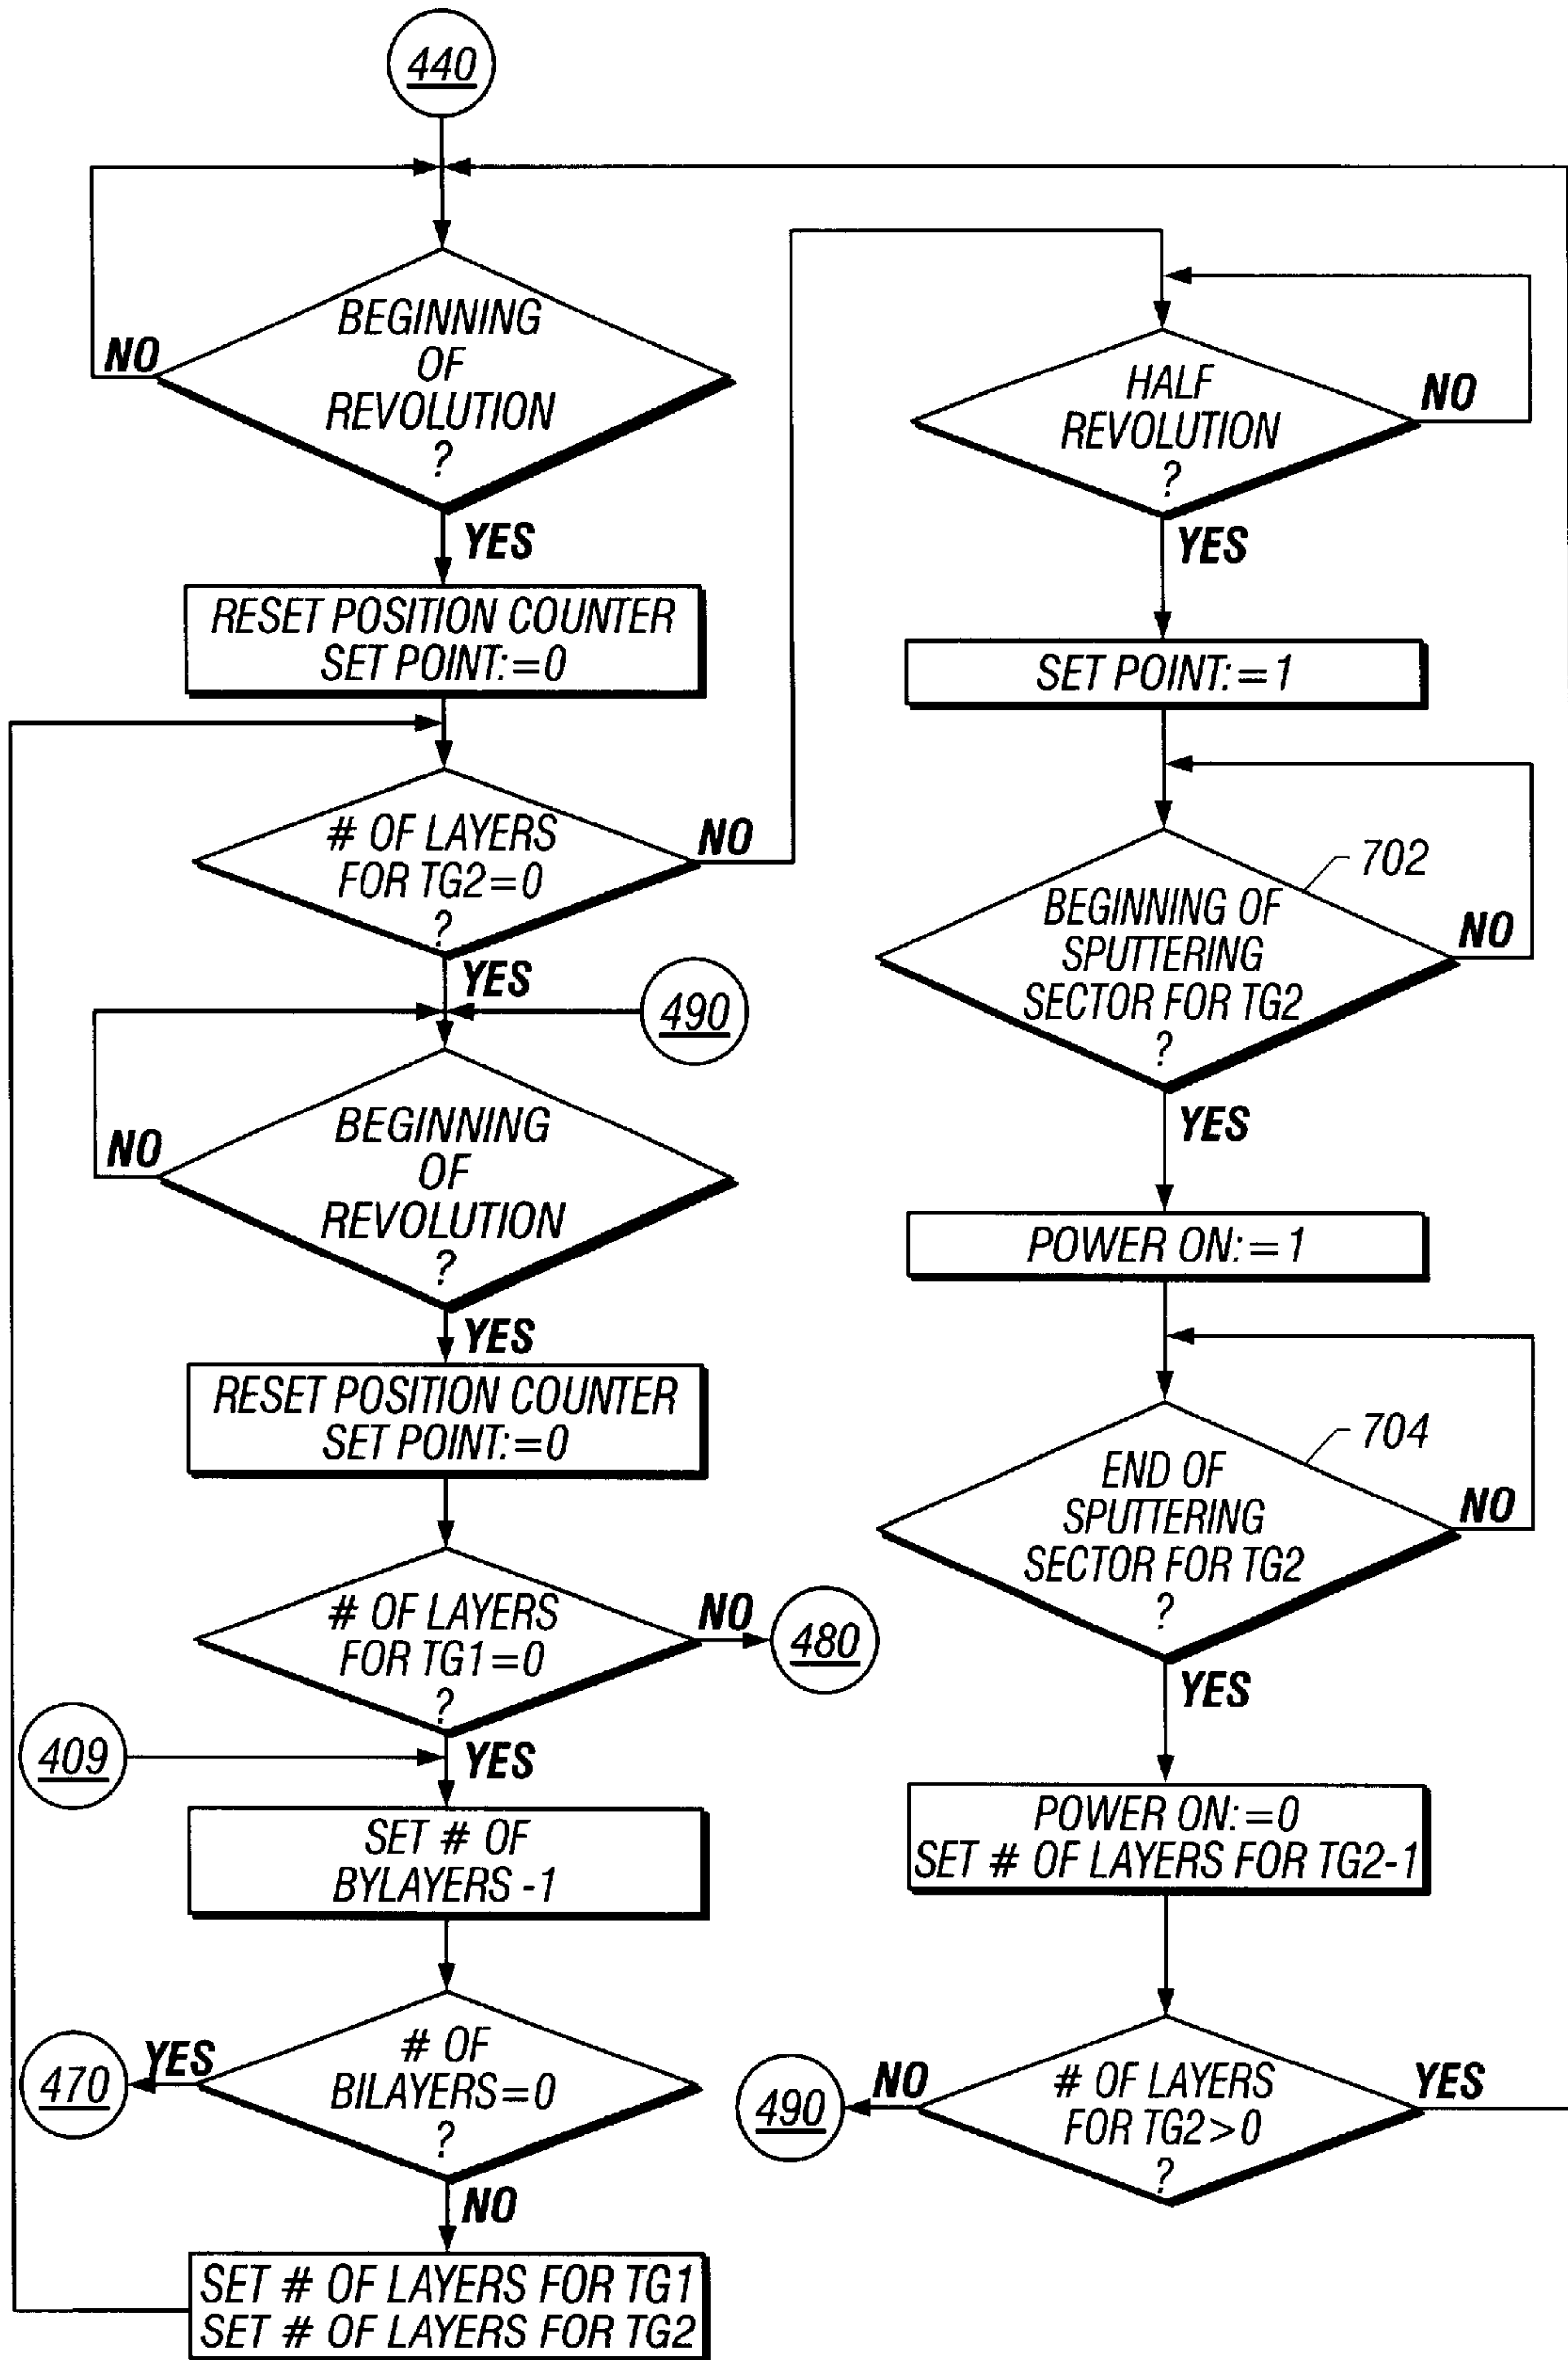 440
BEGINNING
OF
REVOLUTION
?
NO
YES
RESET POSITION COUNTER
SET POINT:=0
# OF LAYERS
FOR TG2=0
?
NO
YES
490
BEGINNING
OF
REVOLUTION
?
NO
YES
RESET POSITION COUNTER
SET POINT:=0
# OF LAYERS
FOR TG1=0
?
NO
480
409
YES
SET # OF
BYLAYERS -1
# OF
BILAYERS=0
?
YES
470
NO
SET # OF LAYERS FOR TG1
SET # OF LAYERS FOR TG2
HALF
REVOLUTION
?
NO
YES
SET POINT:=1
702
BEGINNING OF
SPUTTERING
SECTOR FOR TG2
?
NO
YES
POWER ON:=1
704
END OF
SPUTTERING
SECTOR FOR TG2
?
NO
YES
POWER ON:=0
SET # OF LAYERS FOR TG2-1
# OF LAYERS
FOR TG2>0
?
NO
490
YES